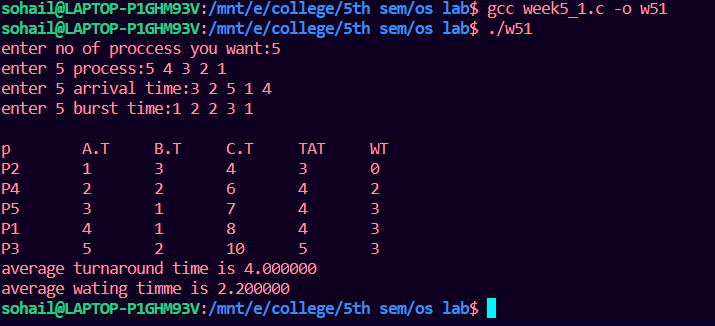 sohail@LAPTOP-P1GHM93V:/mnt/e/college/5th sem/os lab$ gcc week5_1.c -o w51
sohail@LAPTOP-P1GHM93V:/mnt/e/college/5th sem/os lab$ ./w51
enter no of proccess you want:5
enter 5 process:5 4 3 2 1
enter 5 arrival time:3 2 5 1 4
enter 5 burst time:1 2 2 3 1
p A.T B.T C.T TAT WT
P2 1 3 4 3 0
P4 2 2 6 4 2
P5 3 1 7 4 3
P1 4 1 8 4 3
P3 5 2 10 5 3
average turnaround time is 4.000000
average wating timme is 2.200000
sohail@LAPTOP-P1GHM93V:/mnt/e/college/5th sem/os lab$